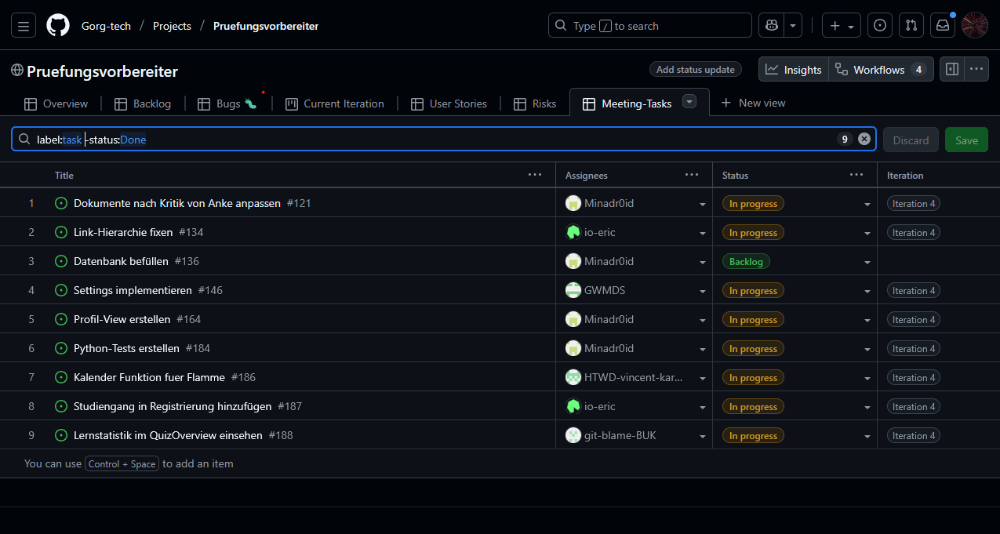 Gorg-tech / Projects / Pruefungsvorbereiter Type / to search
Pruefungsvorbereiter Add status update Insights Workflows 4
Overview Backlog Bugs Current Iteration User Stories Risks Meeting-Tasks New view
label:task -status:Done 9 Discard Save
Title Assignees Status Iteration
1 Dokumente nach Kritik von Anke anpassen #121 Minadr0id In progress Iteration 4
2 Link-Hierarchie fixen #134 io-eric In progress Iteration 4
3 Datenbank befüllen #136 Minadr0id Backlog
4 Settings implementieren #146 GWMDS In progress Iteration 4
5 Profil-View erstellen #164 Minadr0id In progress Iteration 4
6 Python-Tests erstellen #184 Minadr0id In progress Iteration 4
7 Kalender Funktion fuer Flamme #186 HTWD-vincent-kar... In progress Iteration 4
8 Studiengang in Registrierung hinzufügen #187 io-eric In progress Iteration 4
9 Lernstatistik im QuizOverview einsehen #188 git-blame-BUK In progress Iteration 4
You can use Control + Space to add an item